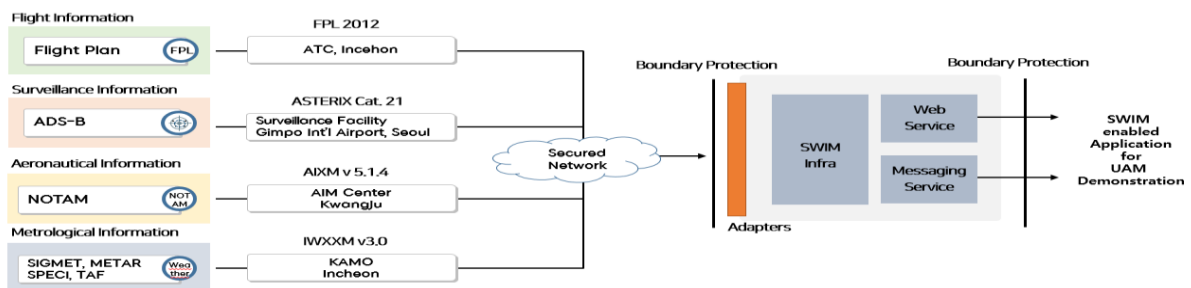 Flight Information
Flight Plan
FPL
FPL 2012
ATC, Incehon
Surveillance Information
ADS-B
ASTERIX Cat. 21
Surveillance Facility
Gimpo Int'l Airport, Seoul
Aeronautical Information
NOTAM
NOT
AM
AIXM v 5.1.4
AIM Center
KwangJu
Metrological Information
SIGMET, METAR
SPECI, TAF
Wea
ther
IWXXM v3.0
KAMO
Incheon
Secured
Network
Boundary Protection
Adapters
SWIM
Infra
Web
Service
Messaging
Service
Boundary Protection
SWIM
enabled
Application
for
UAM
Demonstration